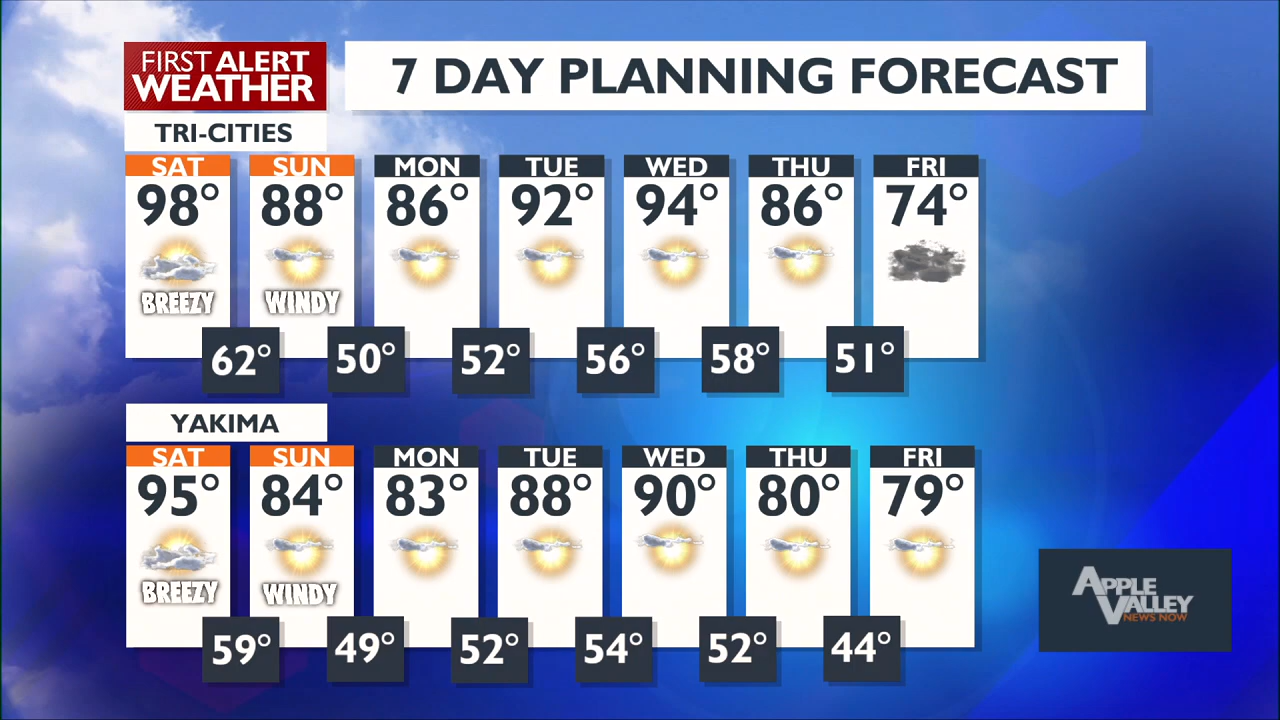 FIRST ALERT
WEATHER
7 DAY PLANNING FORECAST
TRI-CITIES
SAT SUN MON TUE WED THU FRI
98° 88° 86° 92° 94° 86° 74°
BREEZY WINDY
62° 50° 52° 56° 58° 51°
YAKIMA
SAT SUN MON TUE WED THU FRI
95° 84° 83° 88° 90° 80° 79°
BREEZY WINDY
59° 49° 52° 54° 52° 44°
APPLE
VALLEY
NEWS NOW